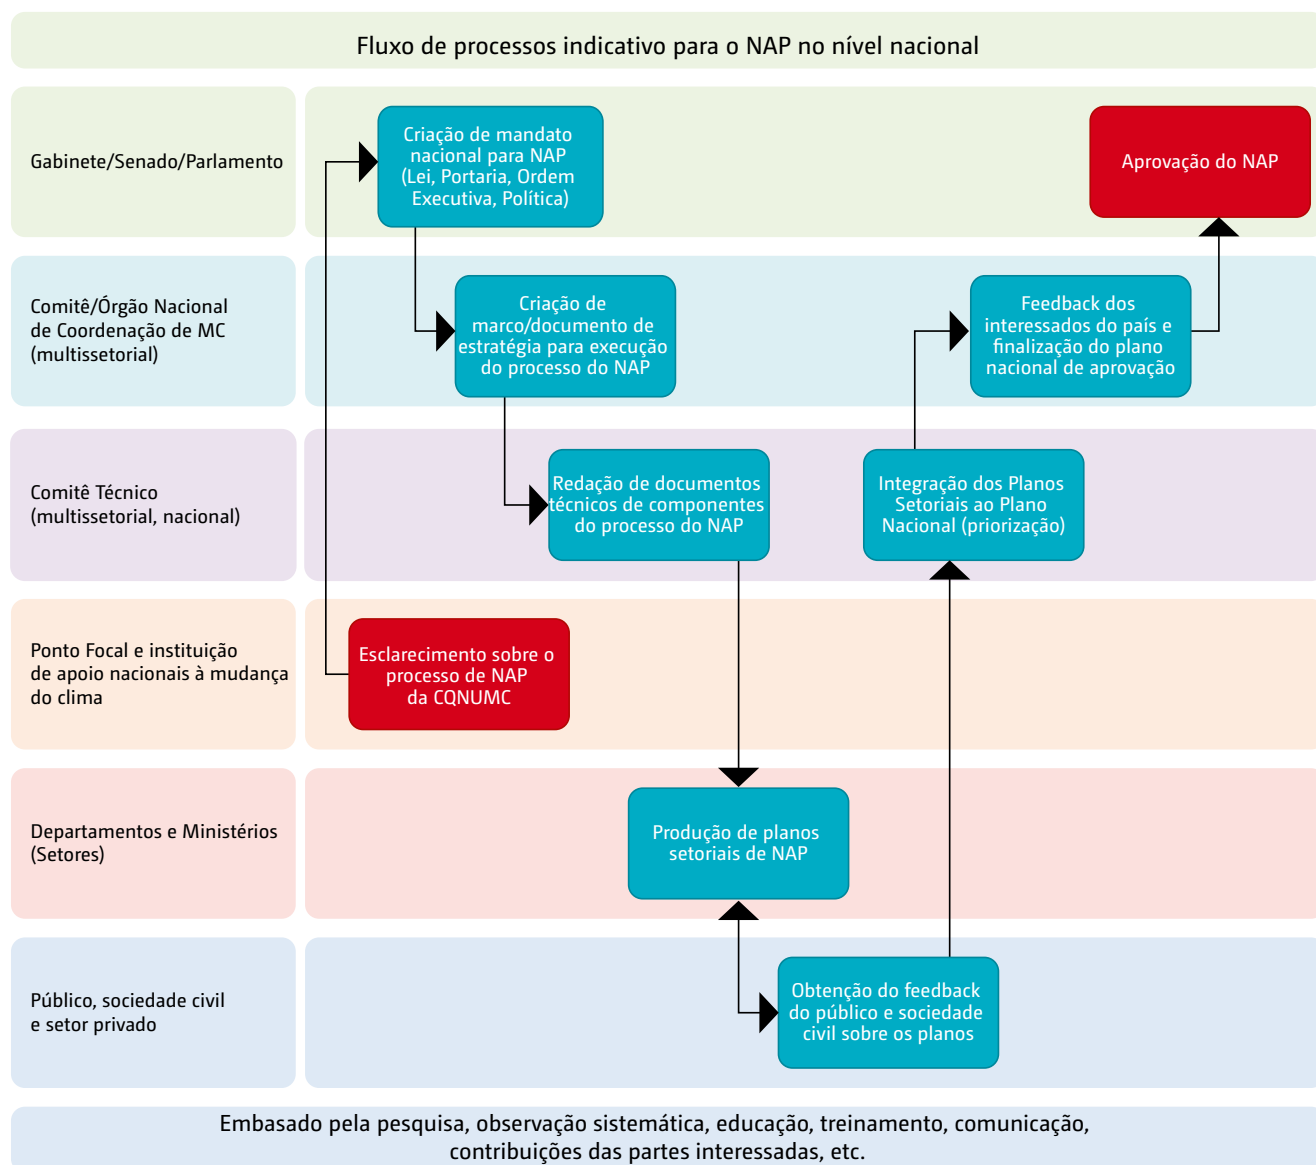 Fluxo de processos indicativo para o NAP no nível nacional
Gabinete/Senado/Parlamento
Criação de mandato
nacional para NAP
(Lei, Portaria, Ordem
Executiva, Política)
Aprovação do NAP
Comitê/Órgão Nacional
de Coordenação de MC
(multissetorial)
Criação de
marco/documento de
estratégia para execução
do processo do NAP
Feedback dos
interessados do país e
finalização do plano
nacional de aprovação
Comitê Técnico
(multissetorial, nacional)
Redação de documentos
técnicos de componentes
do processo do NAP
Integração dos Planos
Setoriais ao Plano
Nacional (priorização)
Ponto Focal e instituição
de apoio nacionais à mudança
do clima
Esclarecimento sobre o
processo de NAP
da CQNUMC
Departamentos e Ministérios
(Setores)
Produção de planos
setoriais de NAP
Público, sociedade civil
e setor privado
Obtenção do feedback
do público e sociedade
civil sobre os planos
Embasado pela pesquisa, observação sistemática, educação, treinamento, comunicação,
contribuições das partes interessadas, etc.